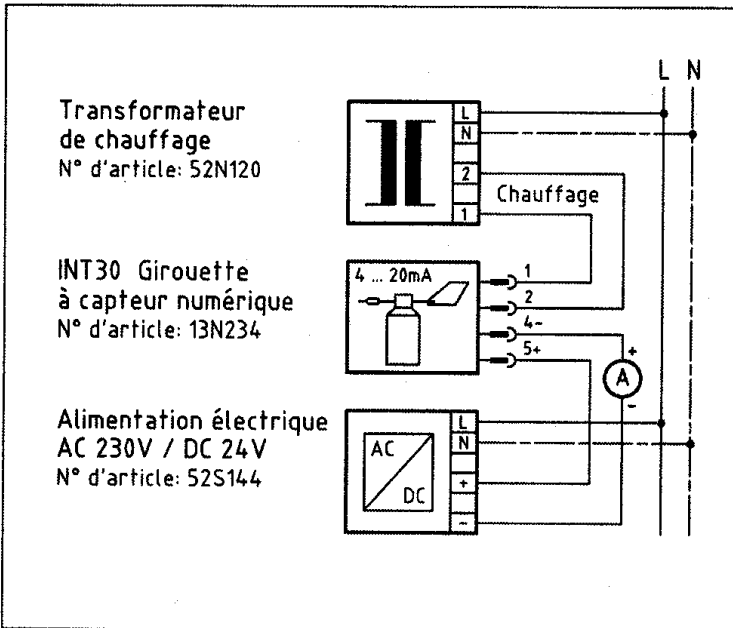 L N
Transformateur
de chauffage
N° d'article: 52N120
L
N
2
1
Chauffage
INT30 Girouette
à capteur numérique
N° d'article: 13N234
4 ... 20mA
1
2
4-
5+
+
A
-
Alimentation électrique
AC 230V / DC 24V
N° d'article: 52S144
AC
DC
L
N
+
-